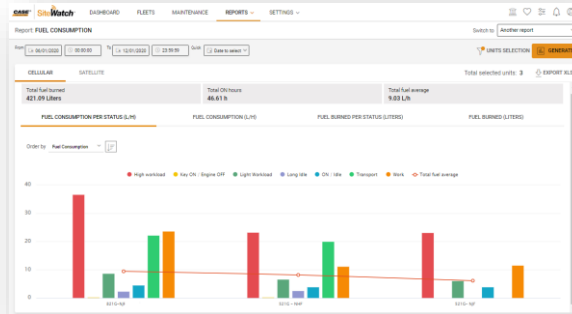 CASE SiteWatch DASHBOARD FLEETS MAINTENANCE REPORTS SETTINGS
Report: FUEL CONSUMPTION Switch to: Another report
From 06/01/2020 00:00:00 To 12/01/2020 23:59:59 Quick Date to select UNITS SELECTION GENERATE
CELLULAR SATELLITE Total selected units: 3 EXPORT XLS
Total fuel burned Total ON hours Total fuel average
421.09 Liters 46.61 h 9.03 L/h
FUEL CONSUMPTION PER STATUS (L/H) FUEL CONSUMPTION (L/H) FUEL BURNED PER STATUS (LITERS) FUEL BURNED (LITERS)
Order by Fuel Consumption
High workload Key ON / Engine OFF Light Workload Long Idle ON / Idle Transport Work Total fuel average
40
30
20
10
0